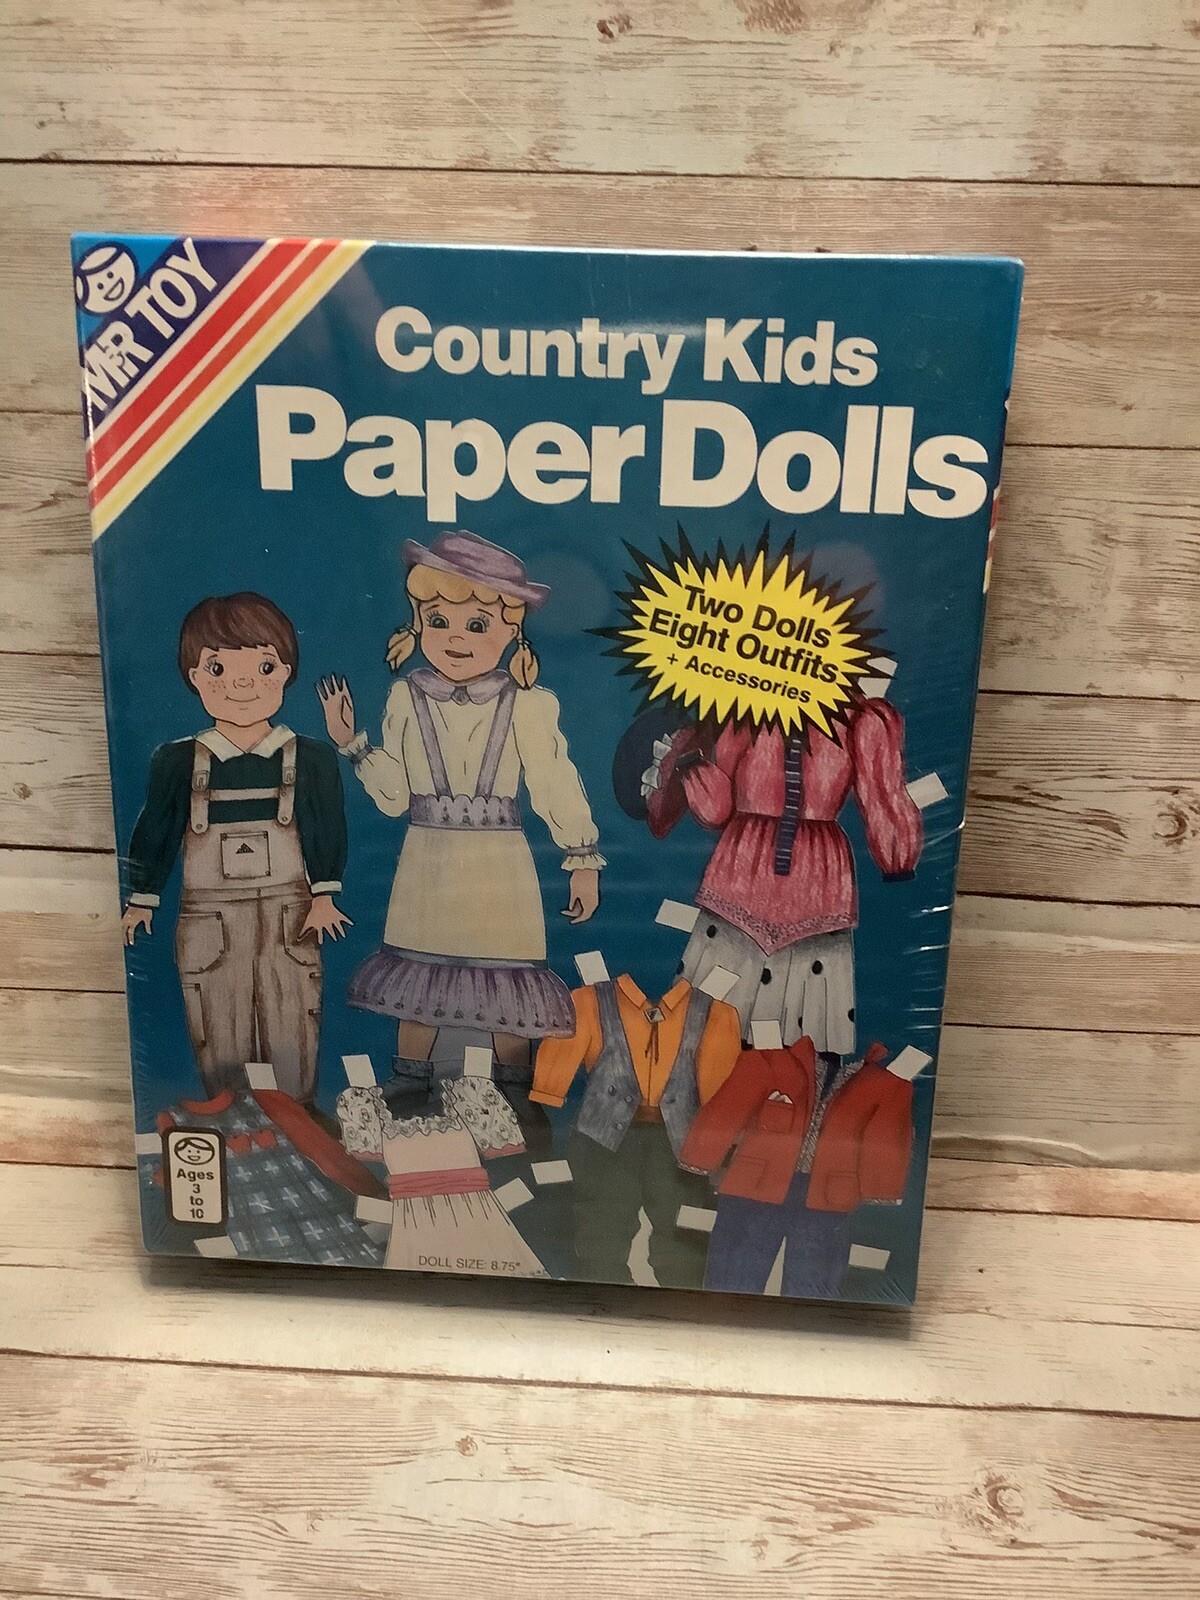 MR TOY
Country Kids
Paper Dolls
Two Dolls
Eight Outfits
+ Accessories
Ages
3
to
10
DOLL SIZE: 8.75"